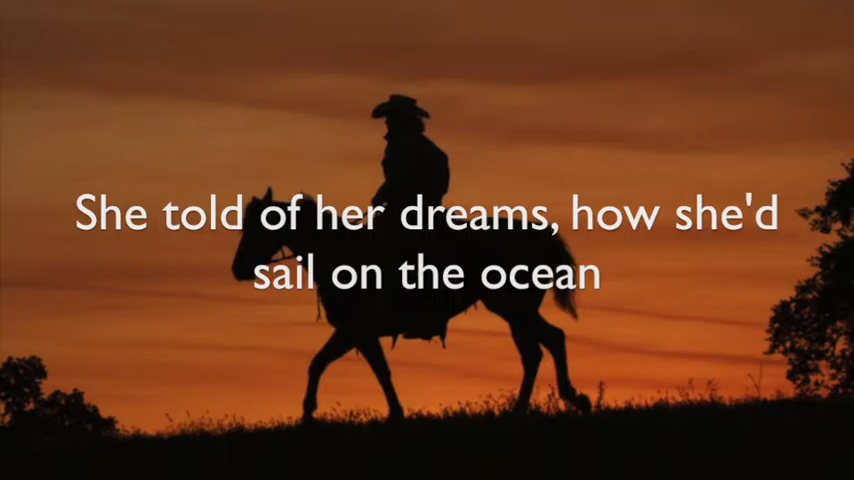 She told of her dreams, how she'd
sail on the ocean